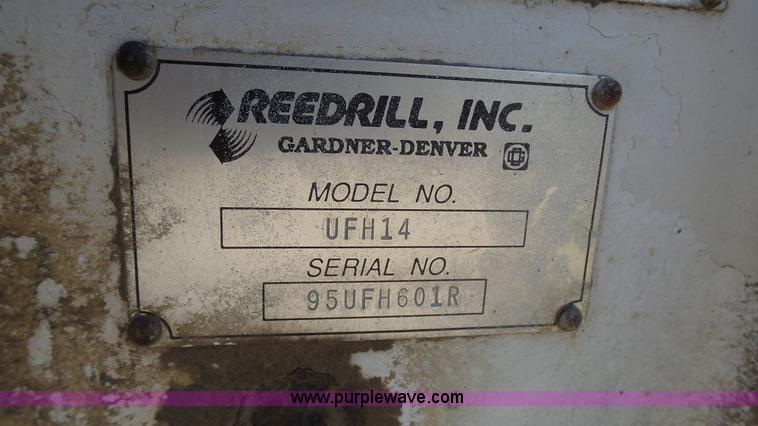 REEDRILL, INC.
GARDNER-DENVER
MODEL NO.
UFH14
SERIAL NO.
95UFH601R
www.purplewave.com